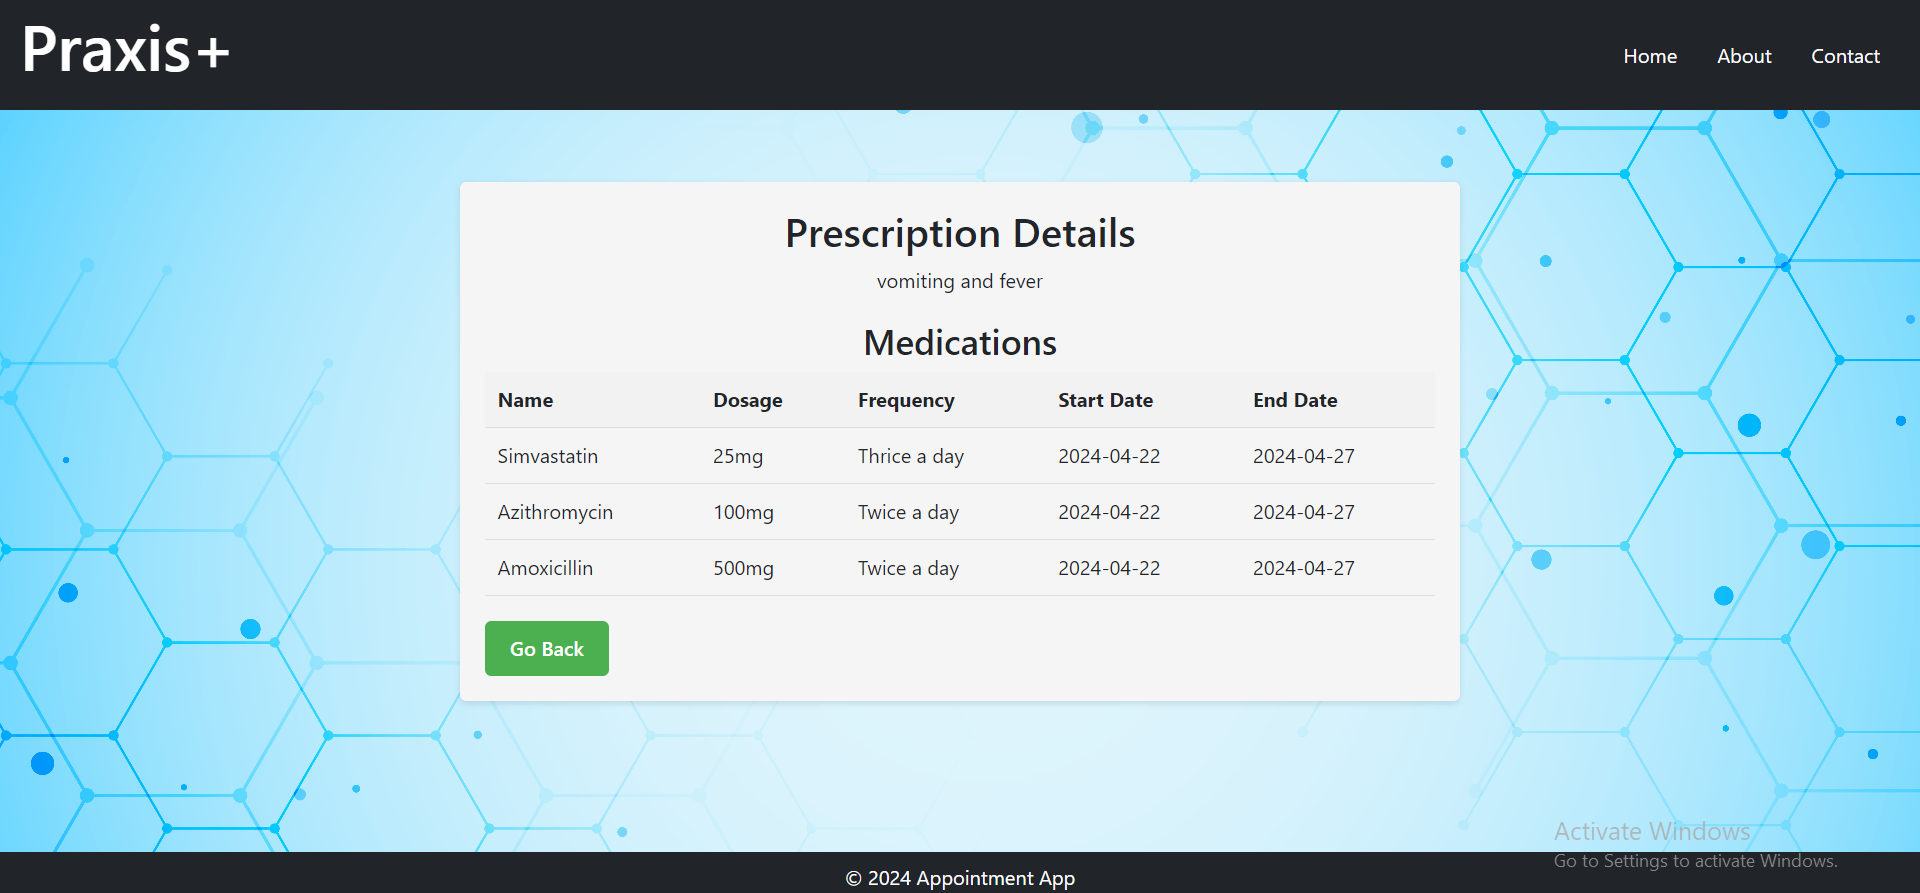 Praxis+
Home About Contact
Prescription Details
vomiting and fever
Medications
Name Dosage Frequency Start Date End Date
Simvastatin 25mg Thrice a day 2024-04-22 2024-04-27
Azithromycin 100mg Twice a day 2024-04-22 2024-04-27
Amoxicillin 500mg Twice a day 2024-04-22 2024-04-27
Go Back
Activate Windows
Go to Settings to activate Windows.
© 2024 Appointment App